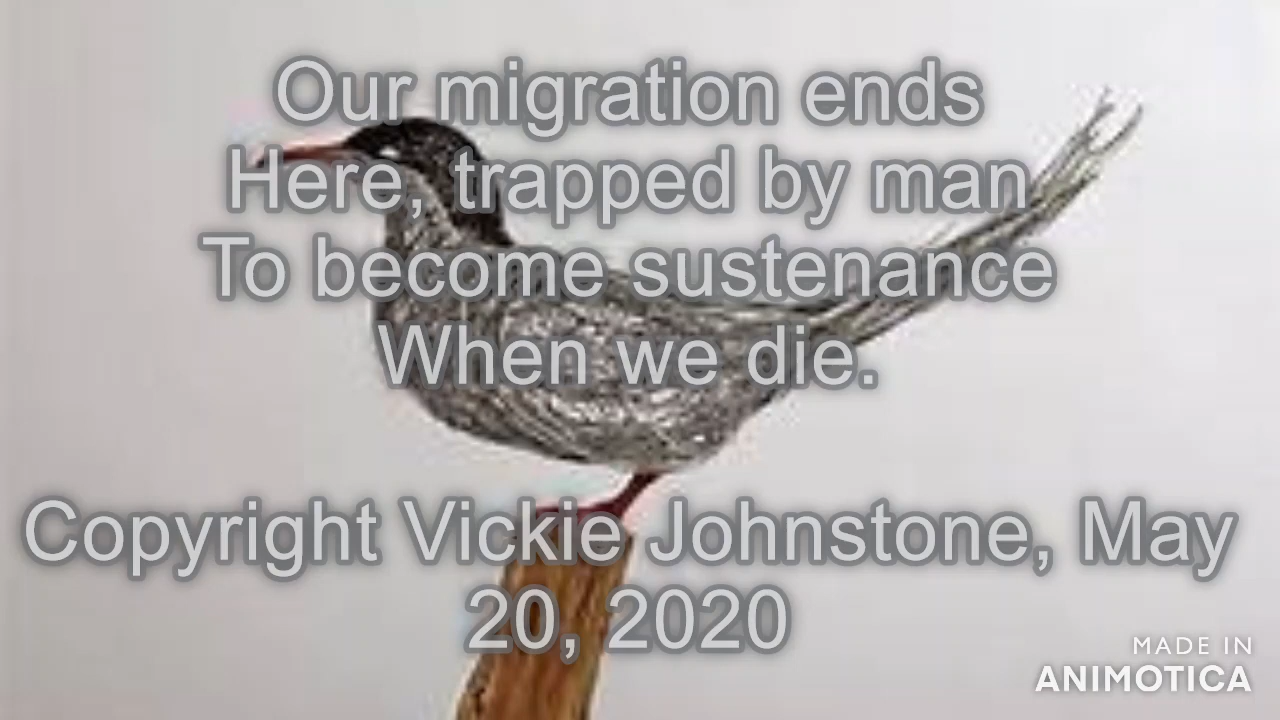 Our migration ends
Here, trapped by man
To become sustenance
When we die.
Copyright Vickie Johnstone, May
20, 2020
MADE IN
ANIMOTICA